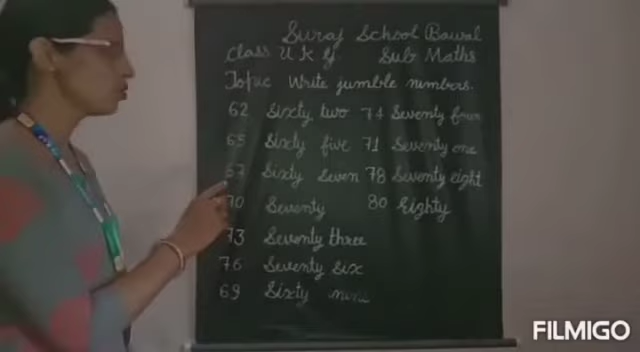 Suraj School Bawal
Class U K G Sub Maths
Topic Write jumble numbers.
62 Sixty two 74 Seventy four
65 Sixty five 71 Seventy one
67 Sixty seven 78 Seventy eight
70 Seventy 80 Eighty
73 Seventy three
76 Seventy six
69 Sixty nine
FILMIGO